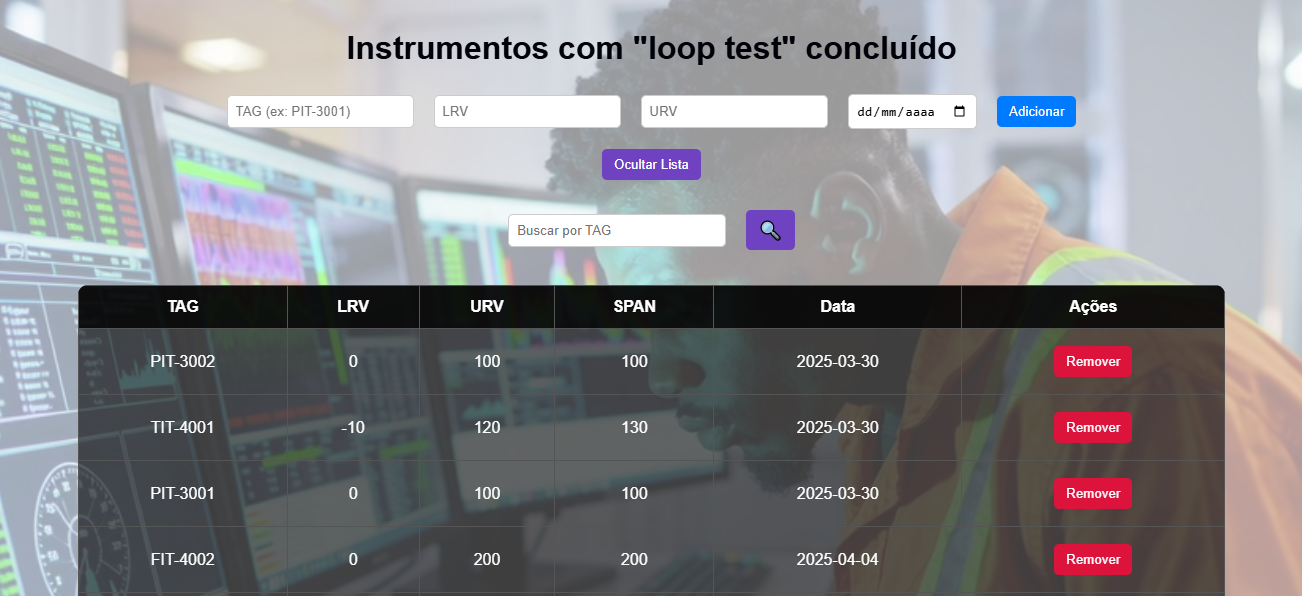 Instrumentos com "loop test" concluído
TAG (ex: PIT-3001) LRV URV dd/mm/aaaa Adicionar
Ocultar Lista
Buscar por TAG
TAG LRV URV SPAN Data Ações
PIT-3002 0 100 100 2025-03-30 Remover
TIT-4001 -10 120 130 2025-03-30 Remover
PIT-3001 0 100 100 2025-03-30 Remover
FIT-4002 0 200 200 2025-04-04 Remover